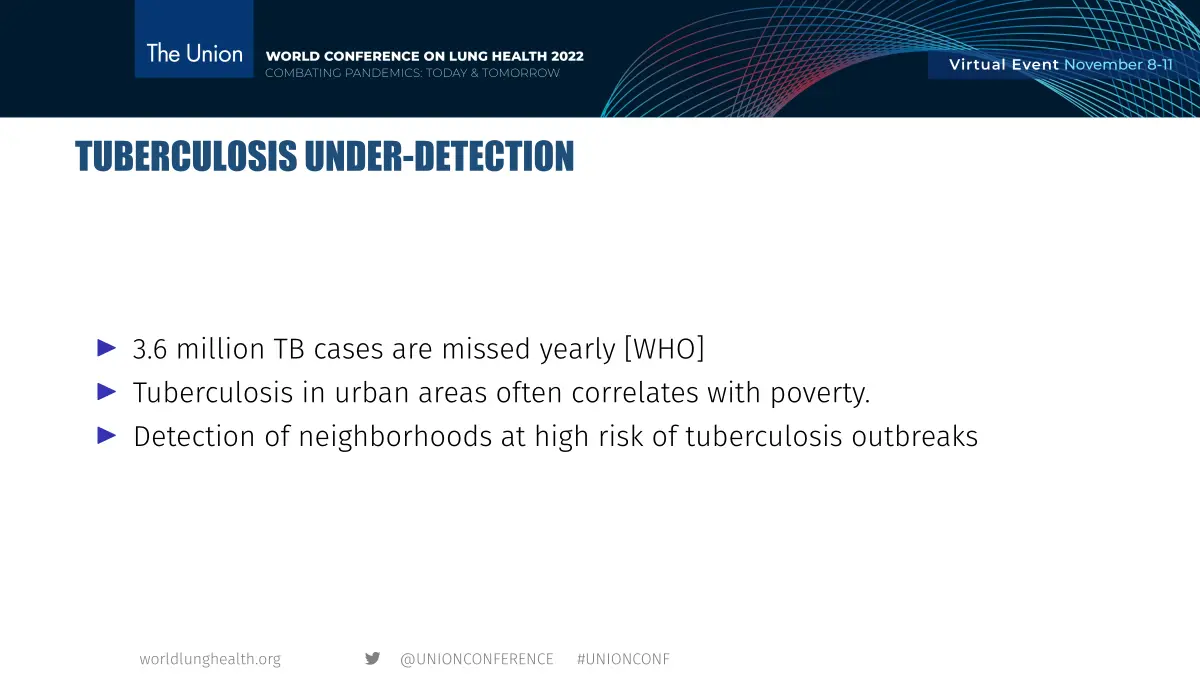 The Union
WORLD CONFERENCE ON LUNG HEALTH 2022
COMBATING PANDEMICS: TODAY & TOMORROW
Virtual Event November 8-11
TUBERCULOSIS UNDER-DETECTION
3.6 million TB cases are missed yearly [WHO]
Tuberculosis in urban areas often correlates with poverty.
Detection of neighborhoods at high risk of tuberculosis outbreaks
worldlunghealth.org @UNIONCONFERENCE #UNIONCONF